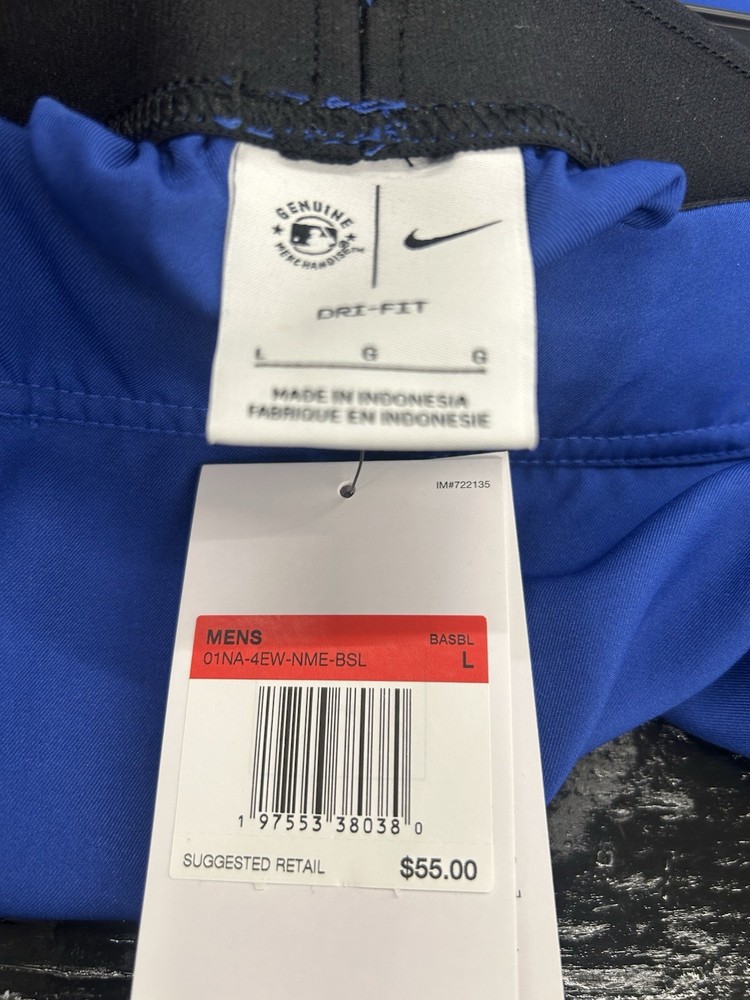 GENUINE
MERCHANDISE
DRI-FIT
L G G
MADE IN INDONESIA
FABRIQUE EN INDONESIE
IM#722135
MENS BASBL
01NA-4EW-NME-BSL L
1 97553 38038 0
SUGGESTED RETAIL $55.00